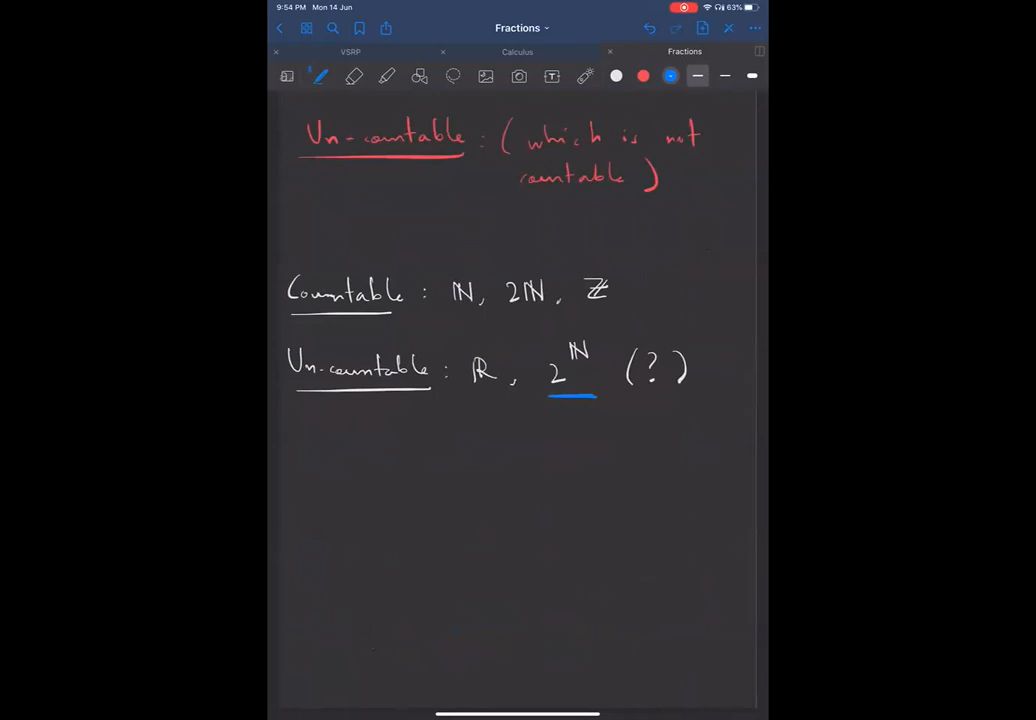 9:54 PM Mon 14 Jun
63%
Fractions
VSRP
Calculus
Fractions
Un-countable : ( which is not
countable )
Countable : ℕ, 2ℕ, ℤ
Un-countable : ℝ, 2^ℕ (?)